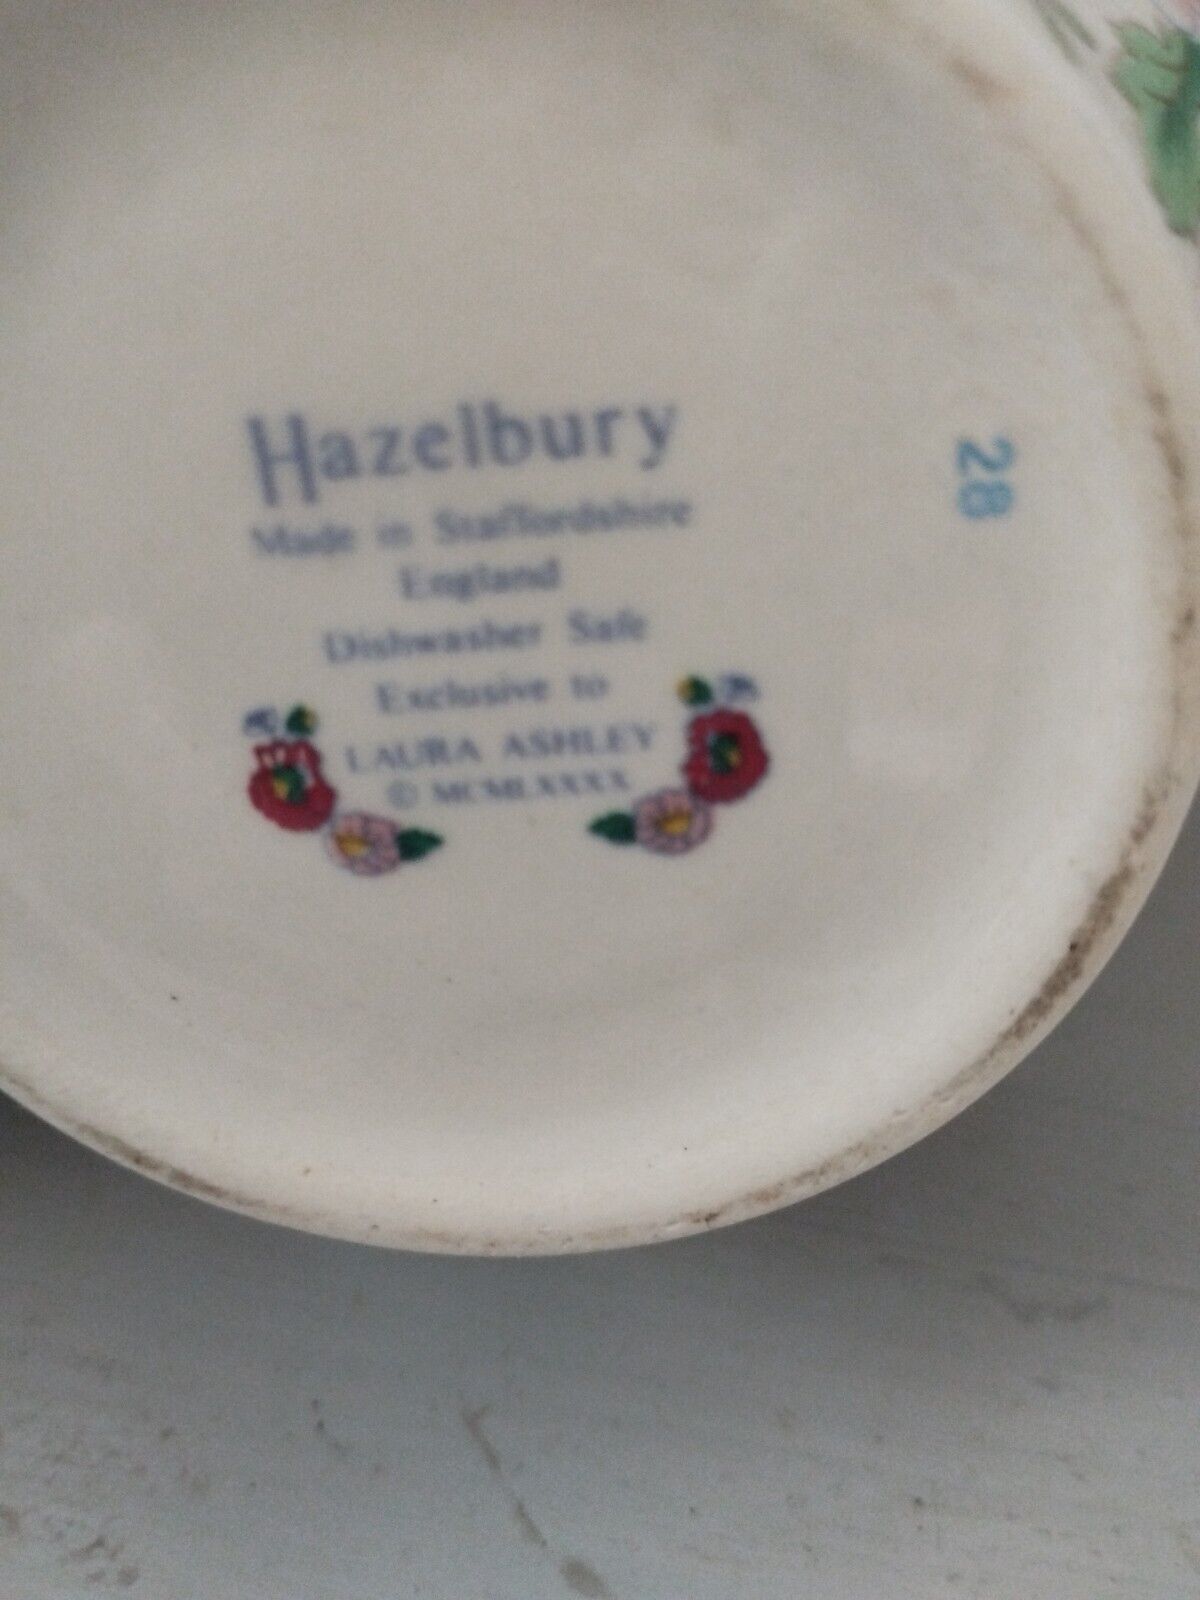 Hazelbury
Made in Staffordshire
England
Dishwasher Safe
Exclusive to
LAURA ASHLEY
© MCMLXXXX
28